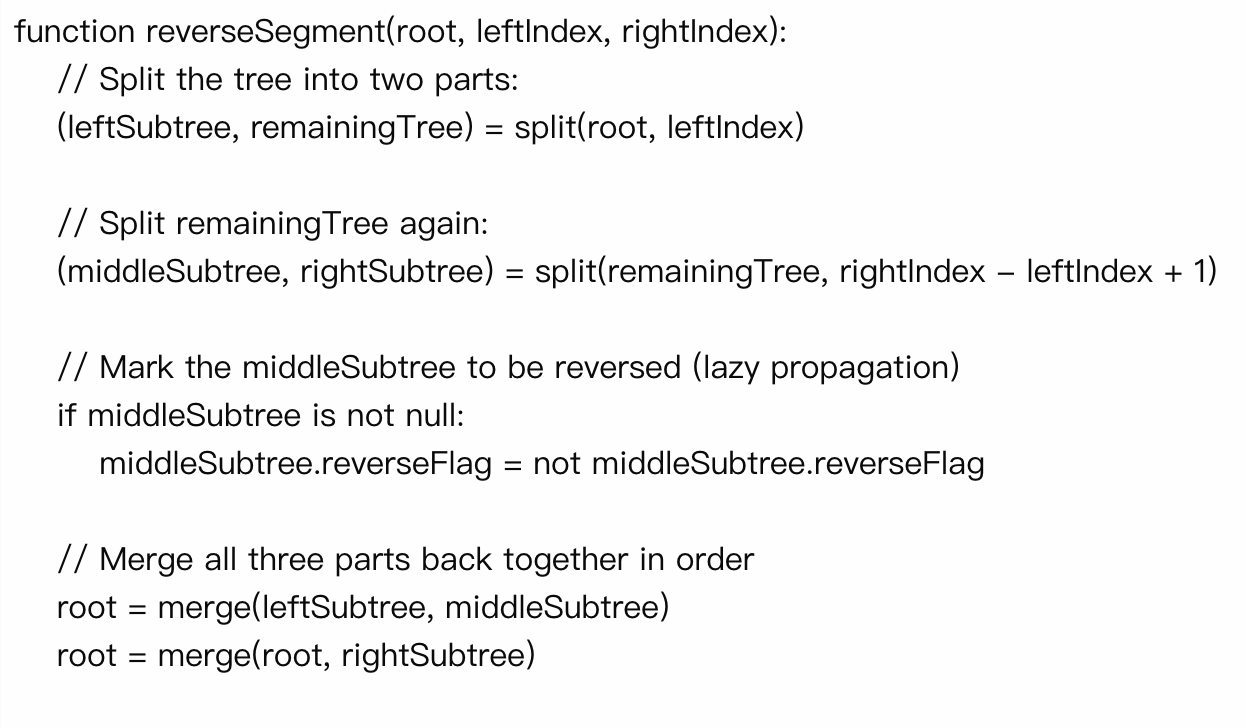 function reverseSegment(root, leftIndex, rightIndex):
// Split the tree into two parts:
(leftSubtree, remainingTree) = split(root, leftIndex)
// Split remainingTree again:
(middleSubtree, rightSubtree) = split(remainingTree, rightIndex – leftIndex + 1)
// Mark the middleSubtree to be reversed (lazy propagation)
if middleSubtree is not null:
middleSubtree.reverseFlag = not middleSubtree.reverseFlag
// Merge all three parts back together in order
root = merge(leftSubtree, middleSubtree)
root = merge(root, rightSubtree)